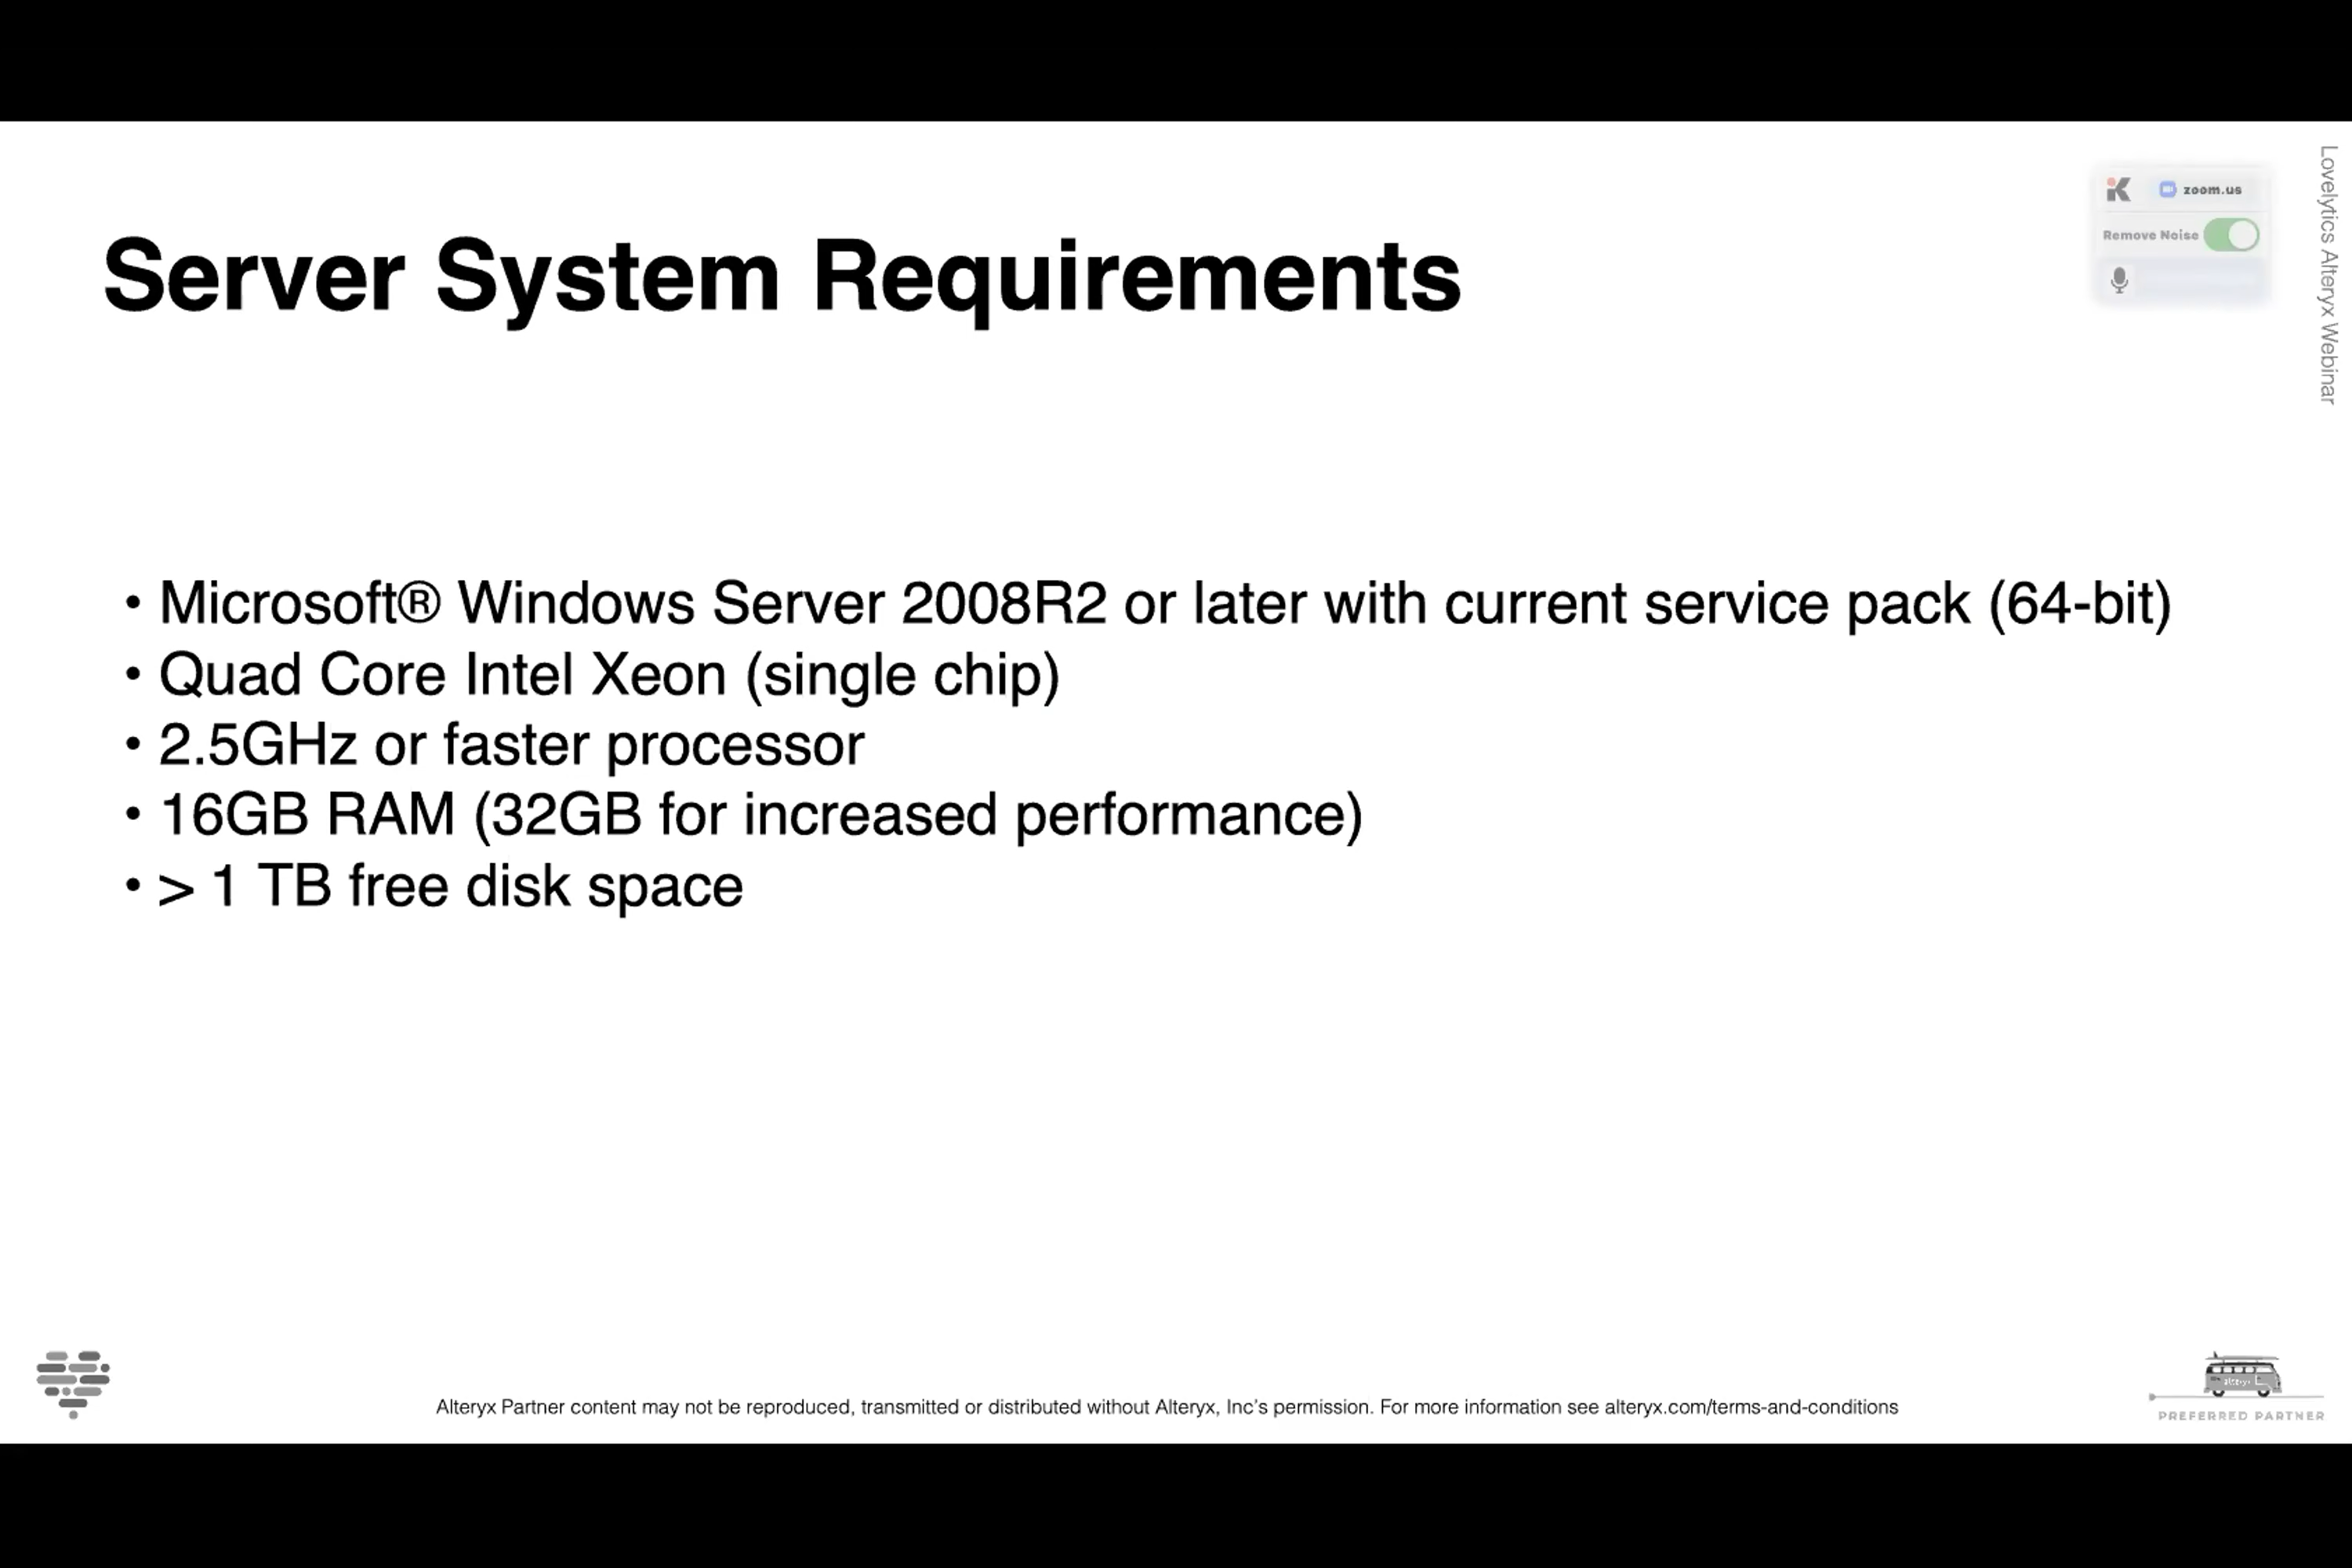 zoom.us
Remove Noise
Lovelytics Alteryx Webinar
Server System Requirements
• Microsoft® Windows Server 2008R2 or later with current service pack (64-bit)
• Quad Core Intel Xeon (single chip)
• 2.5GHz or faster processor
• 16GB RAM (32GB for increased performance)
• > 1 TB free disk space
Alteryx Partner content may not be reproduced, transmitted or distributed without Alteryx, Inc's permission. For more information see alteryx.com/terms-and-conditions
alteryx
PREFERRED PARTNER